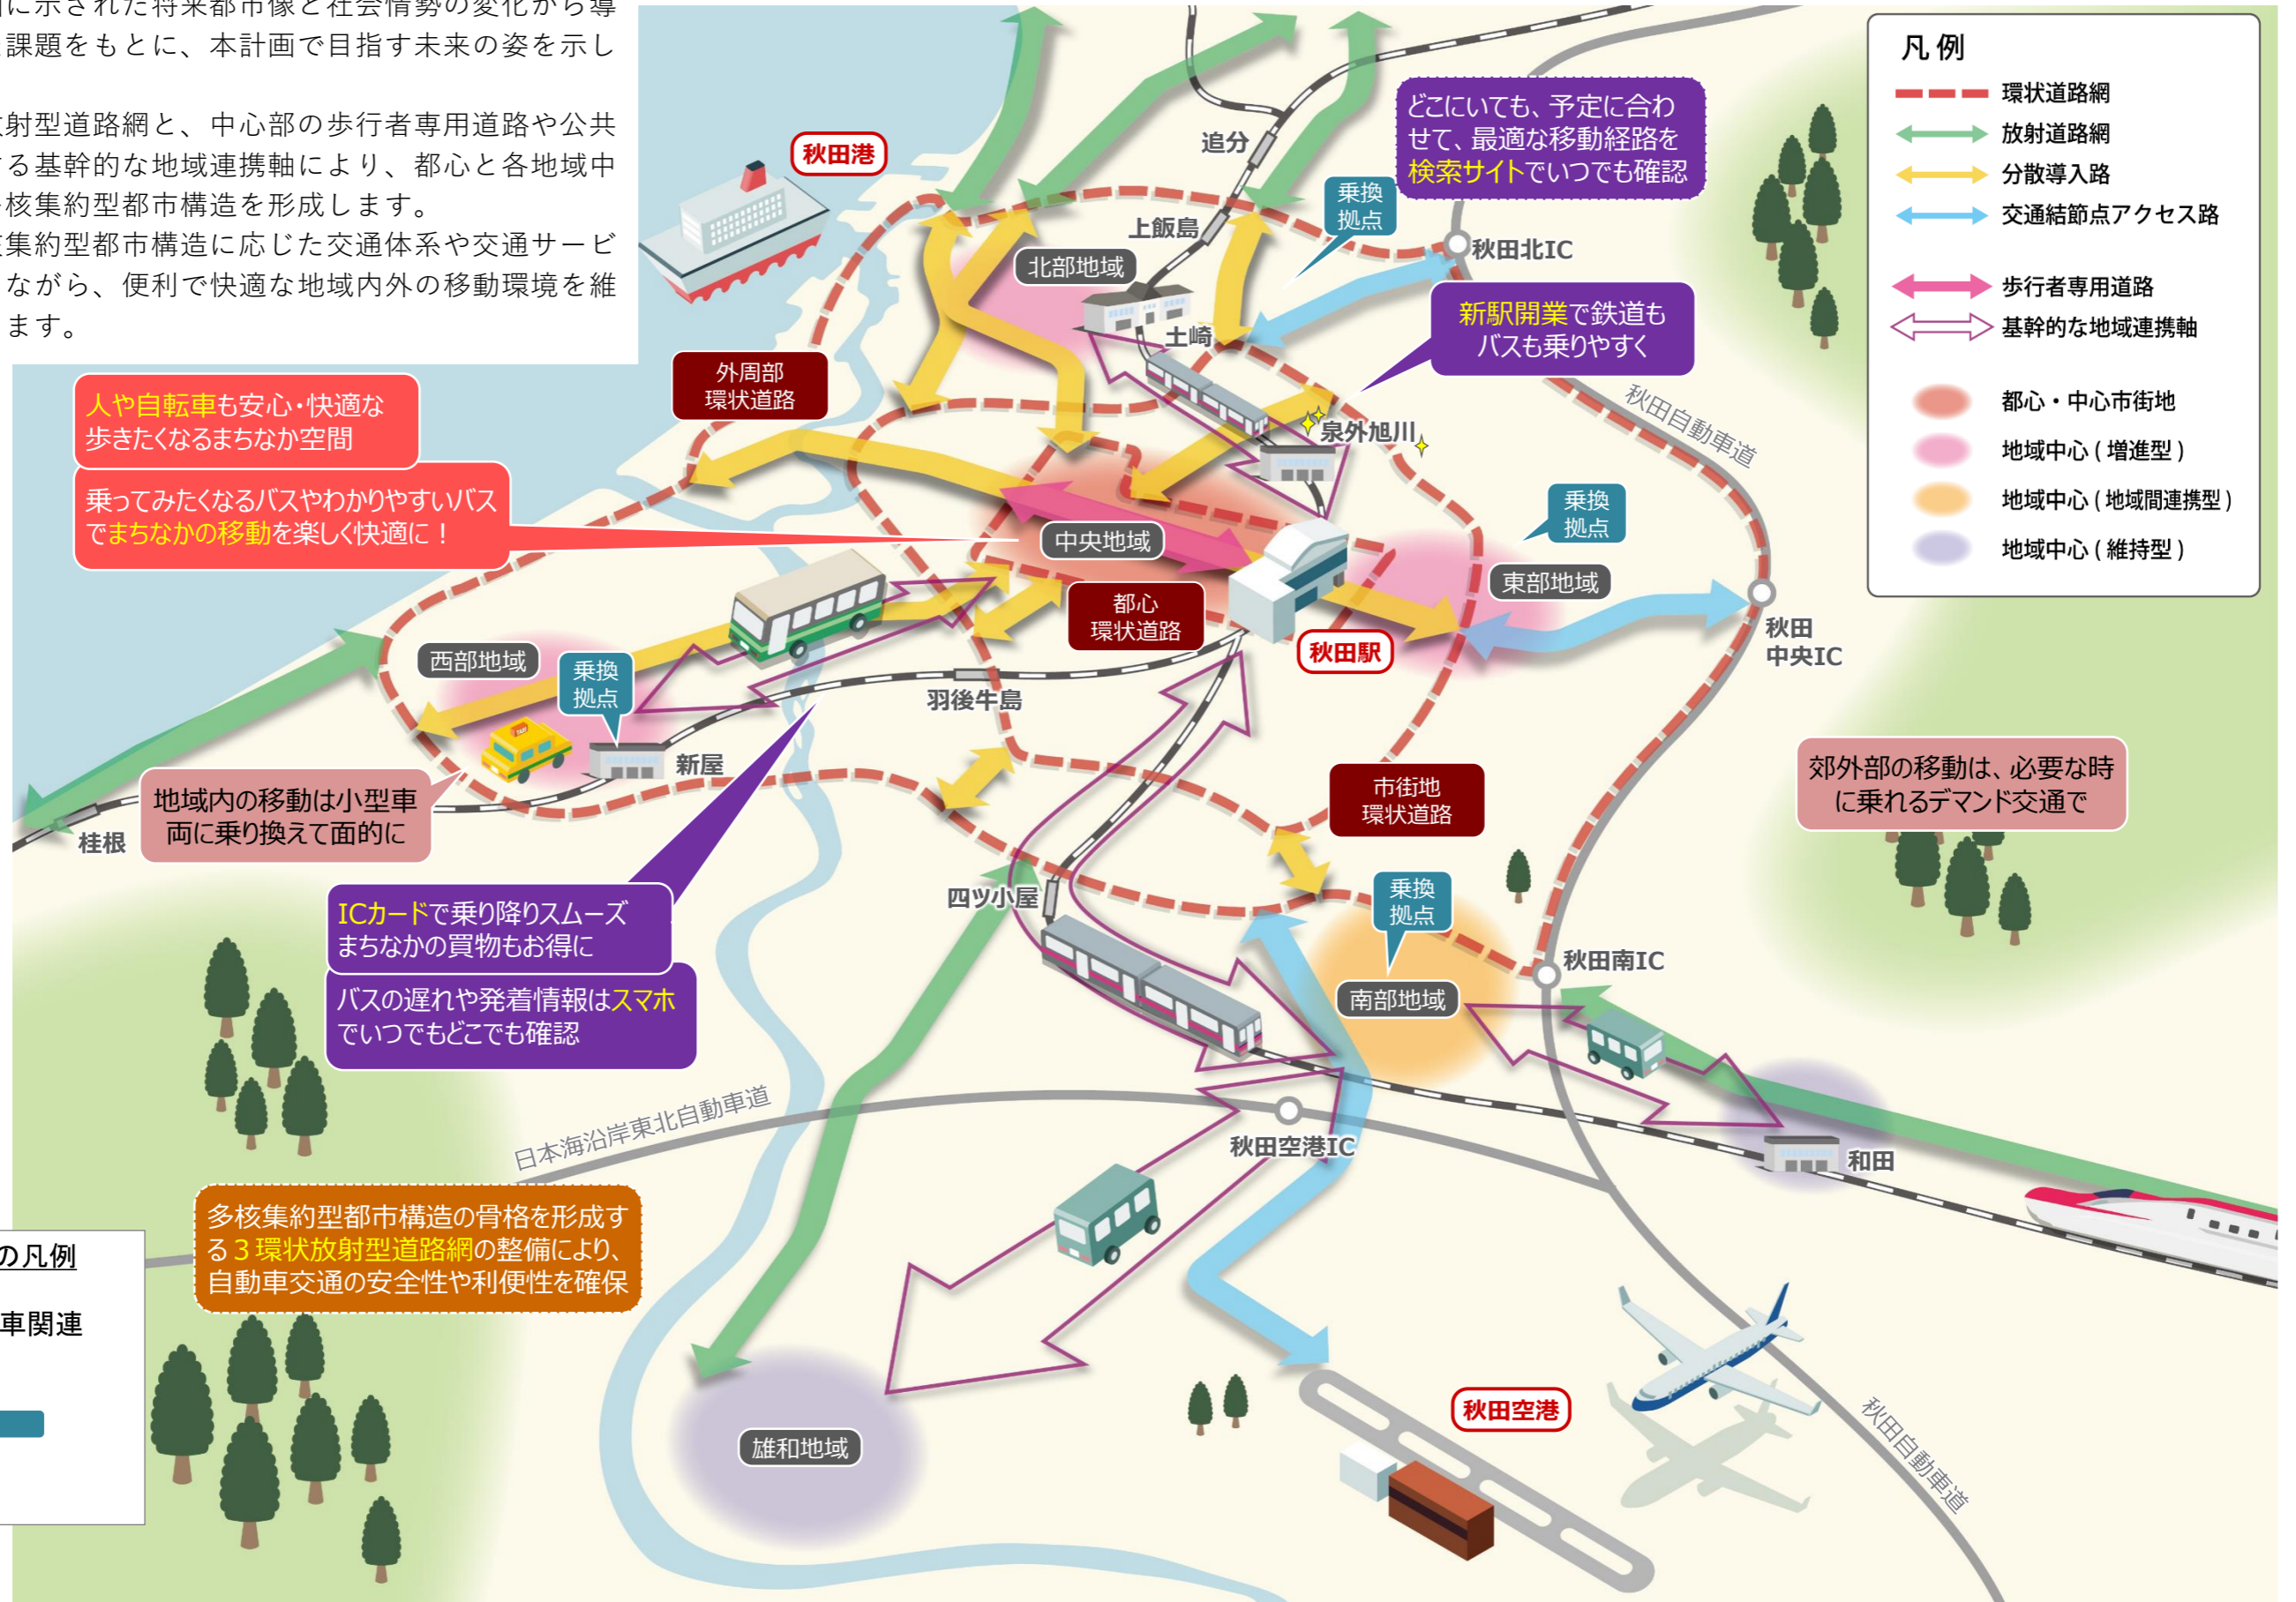 に示された将来都市像と社会情勢の変化から導
課題をもとに、本計画で目指す未来の姿を示し
射型道路網と、中心部の歩行者専用道路や公共
る基幹的な地域連携軸により、都心と各地域中
核集約型都市構造を形成します。
集約型都市構造に応じた交通体系や交通サービ
ながら、便利で快適な地域内外の移動環境を維
ます。
凡例
環状道路網
放射道路網
分散導入路
交通結節点アクセス路
歩行者専用道路
基幹的な地域連携軸
都心・中心市街地
地域中心(増進型)
地域中心(地域間連携型)
地域中心(維持型)
どこにいても、予定に合わ
せて、最適な移動経路を
検索サイトでいつでも確認
秋田港
追分
乗換
拠点
上飯島
秋田北IC
北部地域
新駅開業で鉄道も
バスも乗りやすく
土崎
外周部
環状道路
秋田自動車道
人や自転車も安心・快適な
歩きたくなるまちなか空間
泉外旭川
乗ってみたくなるバスやわかりやすいバス
でまちなかの移動を楽しく快適に！
乗換
拠点
中央地域
東部地域
都心
環状道路
秋田
中央IC
秋田駅
西部地域
乗換
拠点
羽後牛島
新屋
地域内の移動は小型車
両に乗り換えて面的に
桂根
市街地
環状道路
郊外部の移動は、必要な時
に乗れるデマンド交通で
四ツ小屋
乗換
拠点
ICカードで乗り降りスムーズ
まちなかの買物もお得に
秋田南IC
バスの遅れや発着情報はスマホ
でいつでもどこでも確認
南部地域
日本海沿岸東北自動車道
秋田空港IC
和田
多核集約型都市構造の骨格を形成す
る３環状放射型道路網の整備により、
自動車交通の安全性や利便性を確保
の凡例
車関連
雄和地域
秋田空港
秋田自動車道